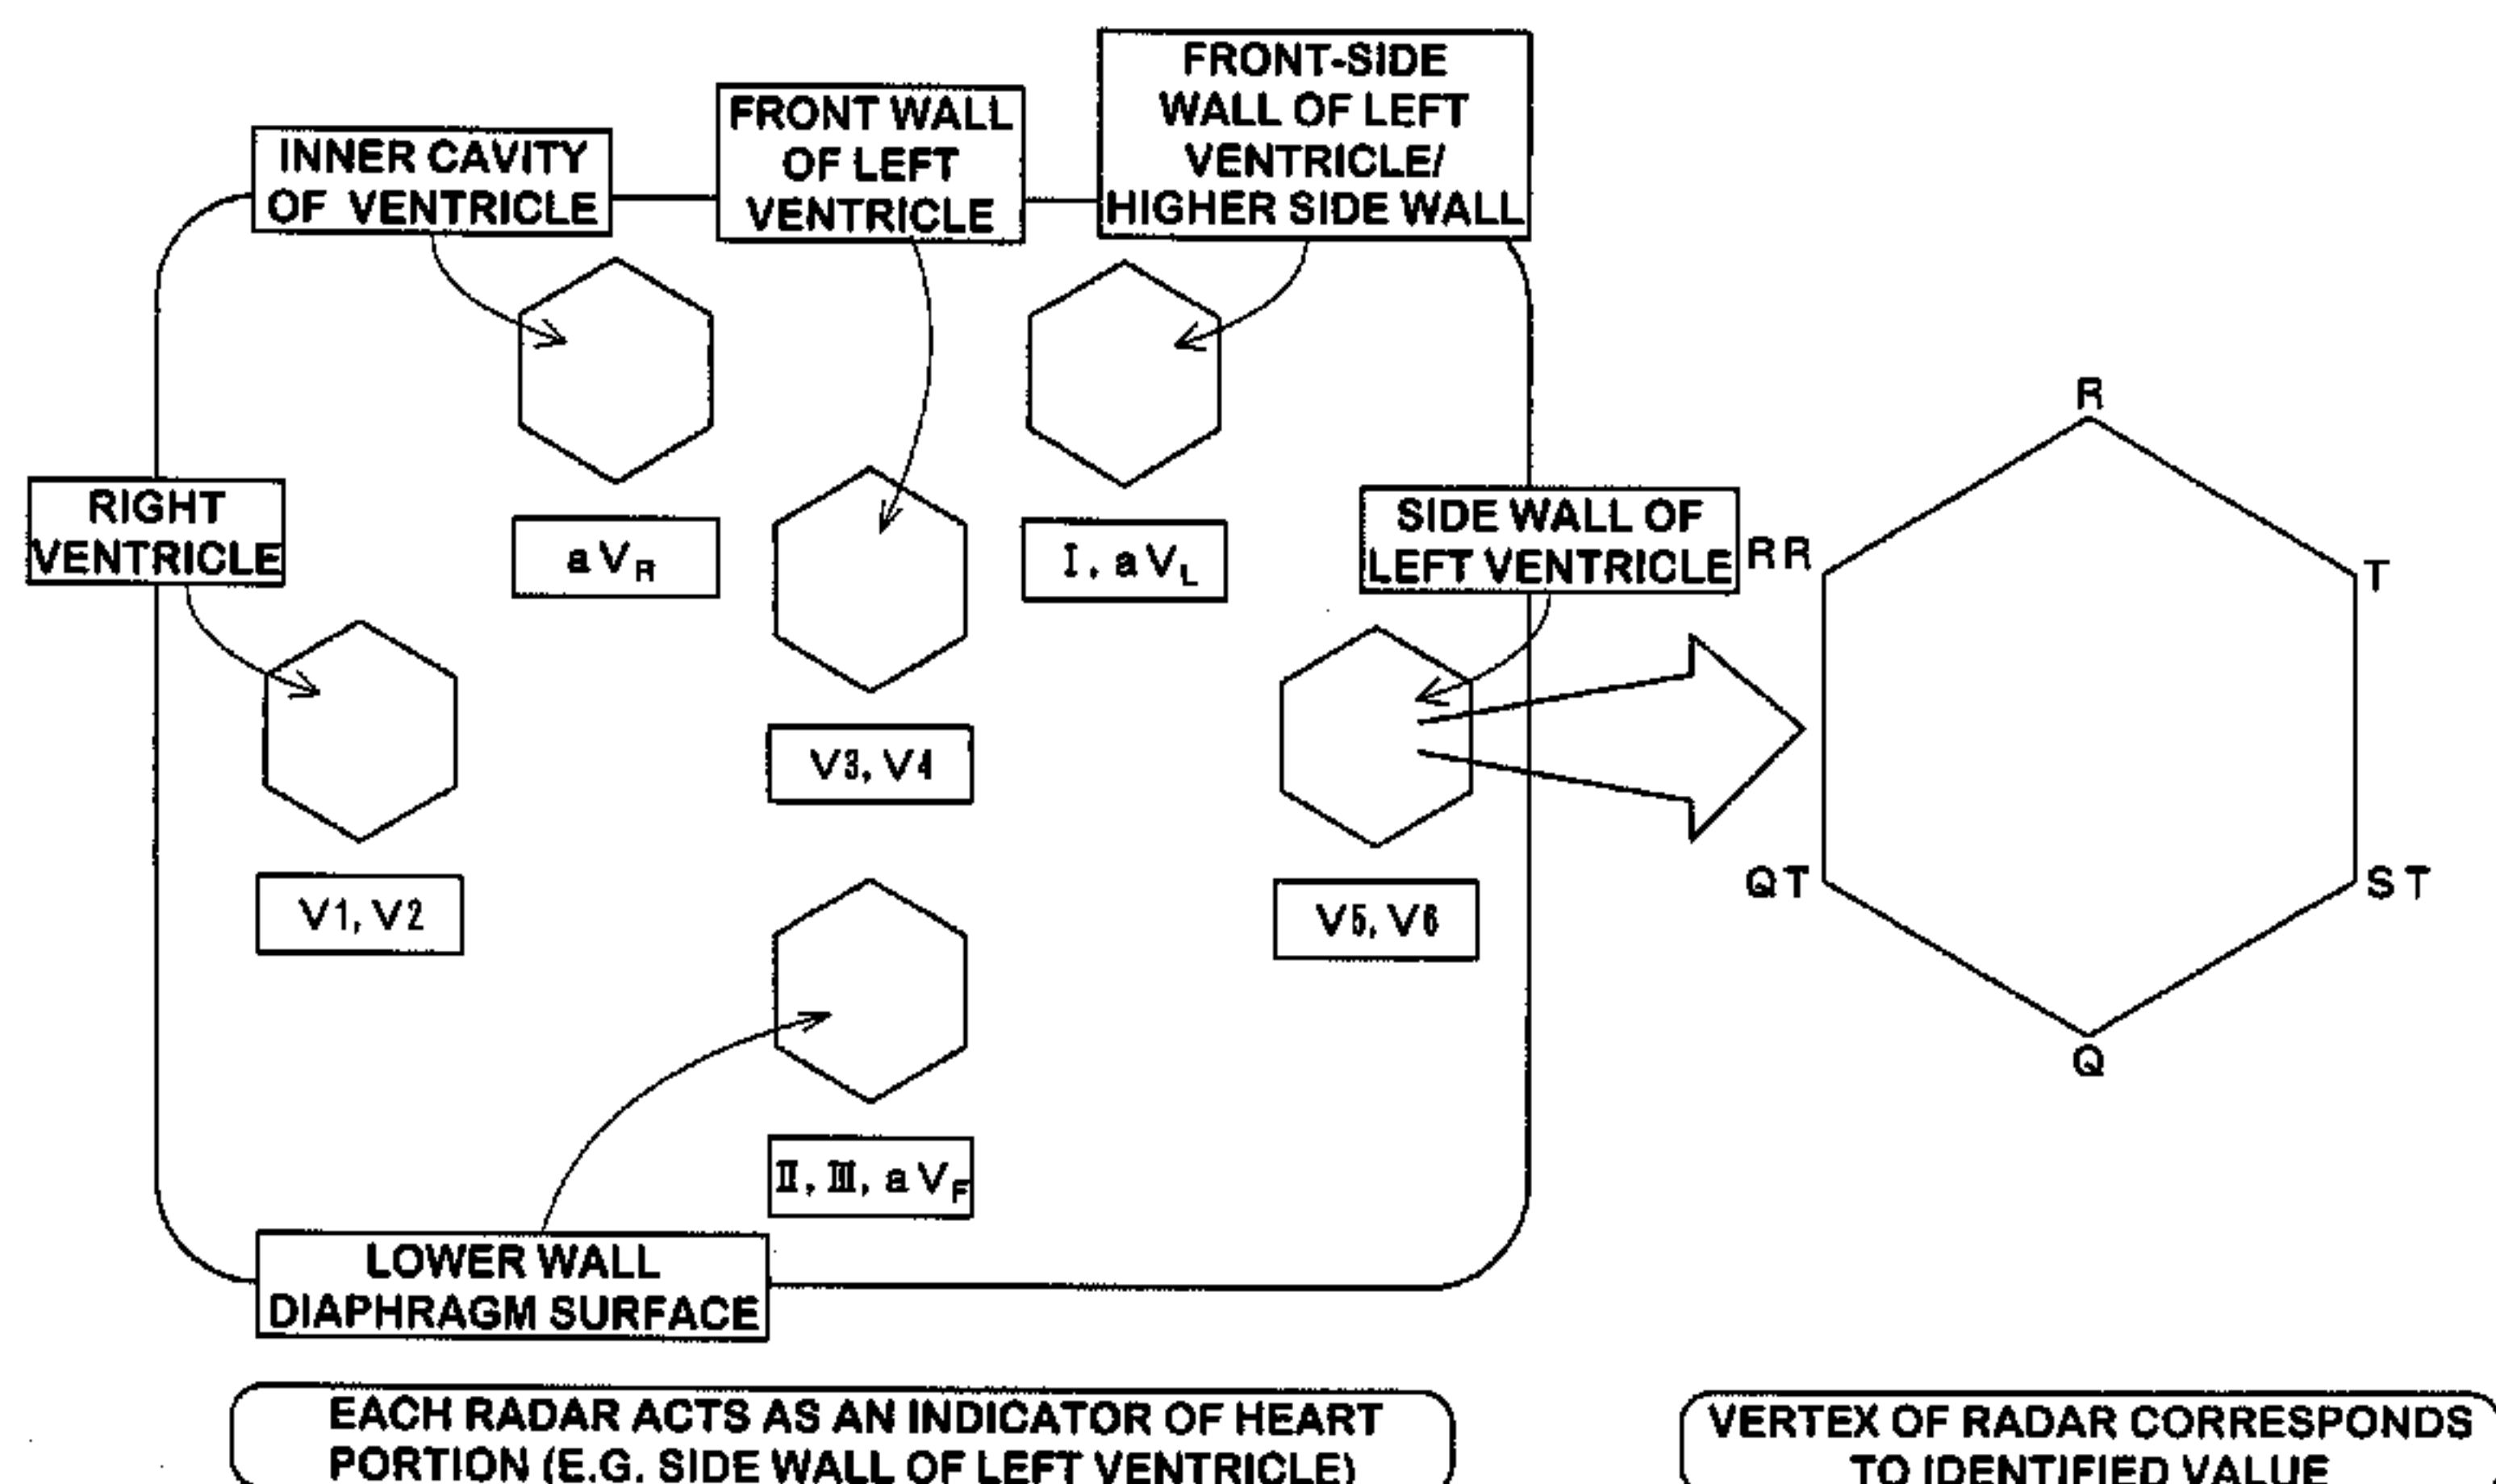 FRONT-SIDE
WALL OF LEFT
VENTRICLE/
HIGHER SIDE WALL
FRONT WALL
OF LEFT
VENTRICLE
INNER CAVITY
OF VENTRICLE
RIGHT
VENTRICLE
aVR
I, aVL
SIDE WALL OF
LEFT VENTRICLE
V3, V4
V1, V2
V5, V6
II, III, aVF
LOWER WALL
DIAPHRAGM SURFACE
R
RR
T
QT
ST
Q
EACH RADAR ACTS AS AN INDICATOR OF HEART
PORTION (E.G. SIDE WALL OF LEFT VENTRICLE)
VERTEX OF RADAR CORRESPONDS
TO IDENTIFIED VALUE